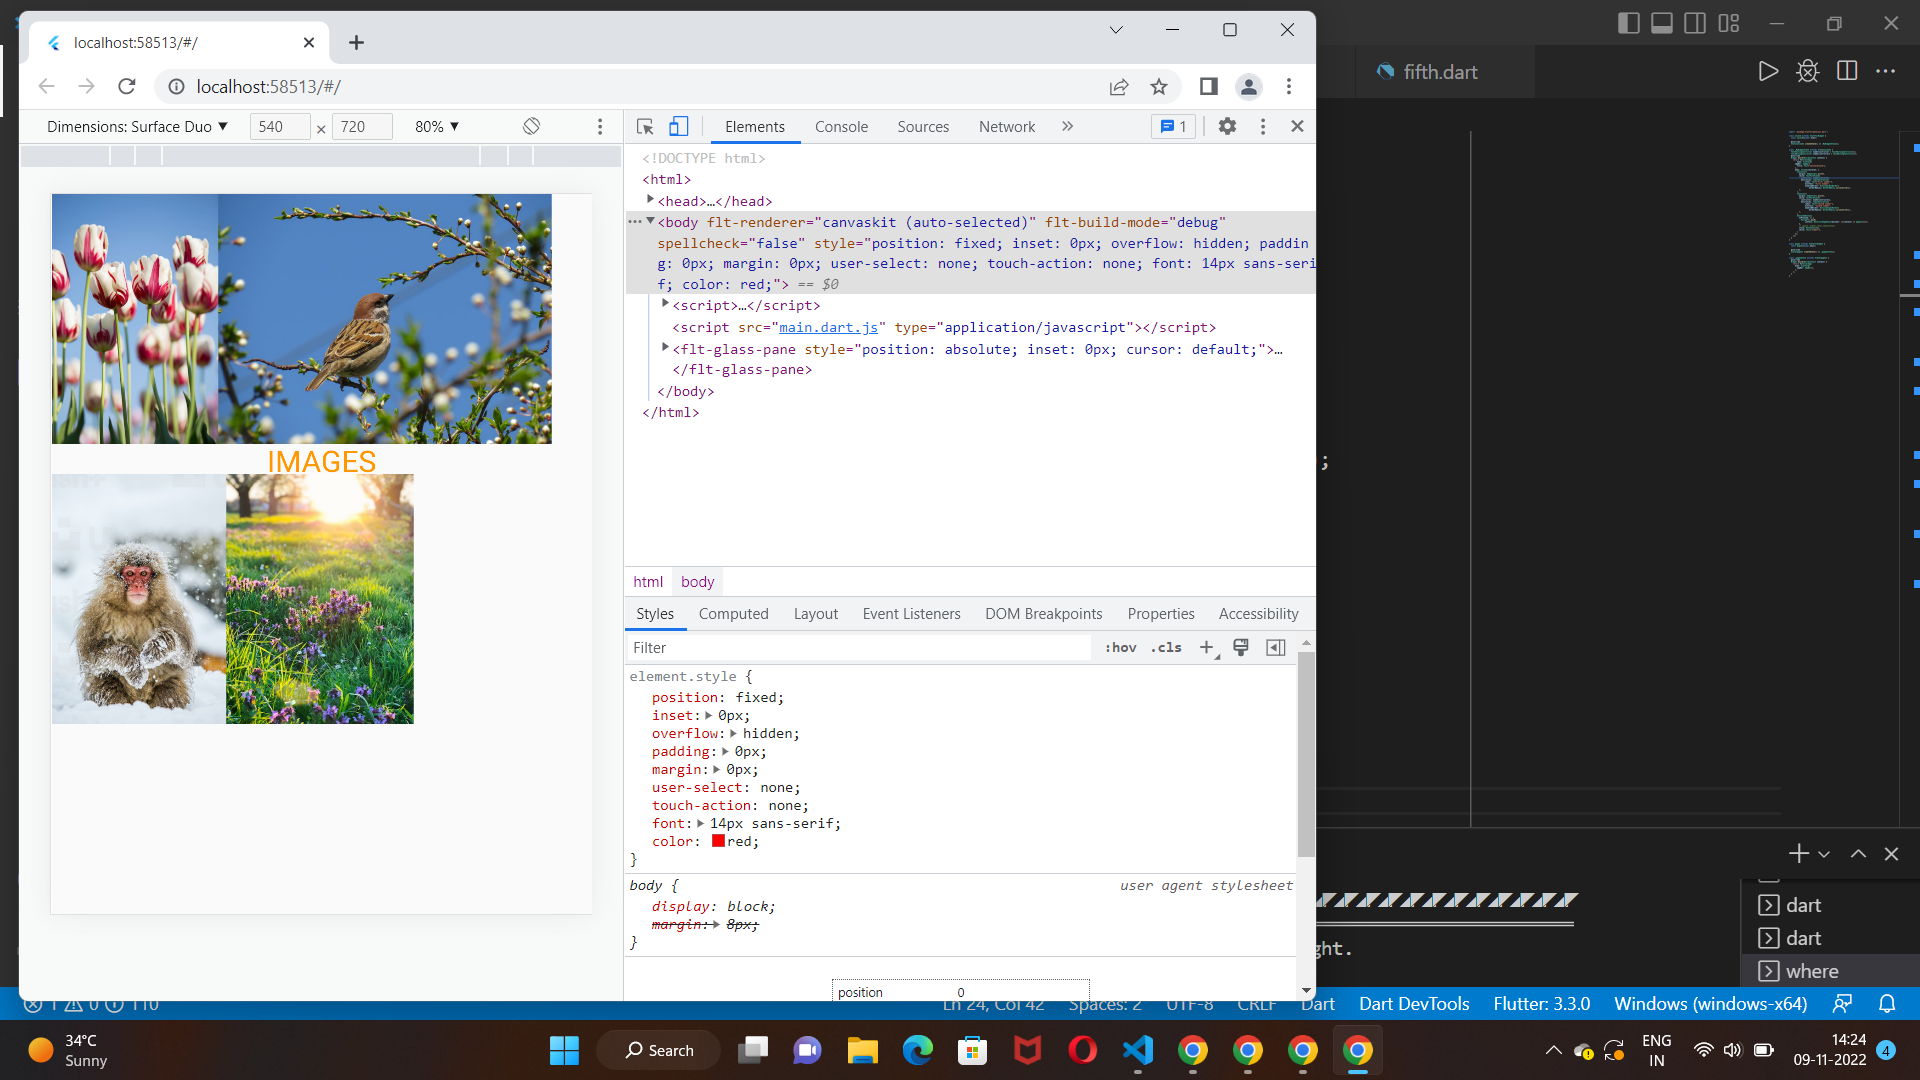 localhost:58513/#/
localhost:58513/#/
fifth.dart
Dimensions: Surface Duo ▼ 540 × 720 80% ▼
Elements Console Sources Network » 1
IMAGES
<!DOCTYPE html>
<html>
<head>…</head>
<body flt-renderer="canvaskit (auto-selected)" flt-build-mode="debug"
spellcheck="false" style="position: fixed; inset: 0px; overflow: hidden; paddin
g: 0px; margin: 0px; user-select: none; touch-action: none; font: 14px sans-seri
f; color: red;"> == $0
<script>…</script>
<script src="main.dart.js" type="application/javascript"></script>
<flt-glass-pane style="position: absolute; inset: 0px; cursor: default;">…
</flt-glass-pane>
</body>
</html>
;
html body
Styles Computed Layout Event Listeners DOM Breakpoints Properties Accessibility
Filter :hov .cls
element.style {
position: fixed;
inset: 0px;
overflow: hidden;
padding: 0px;
margin: 0px;
user-select: none;
touch-action: none;
font: 14px sans-serif;
color: red;
}
body { user agent stylesheet
display: block;
margin: 8px;
}
position 0
dart
dart
ght.
where
1 0 110 Ln 24, Col 42 Spaces: 2 UTF-8 CRLF Dart Dart DevTools Flutter: 3.3.0 Windows (windows-x64)
34°C
Sunny
Search
ENG
IN
14:24
09-11-2022
4